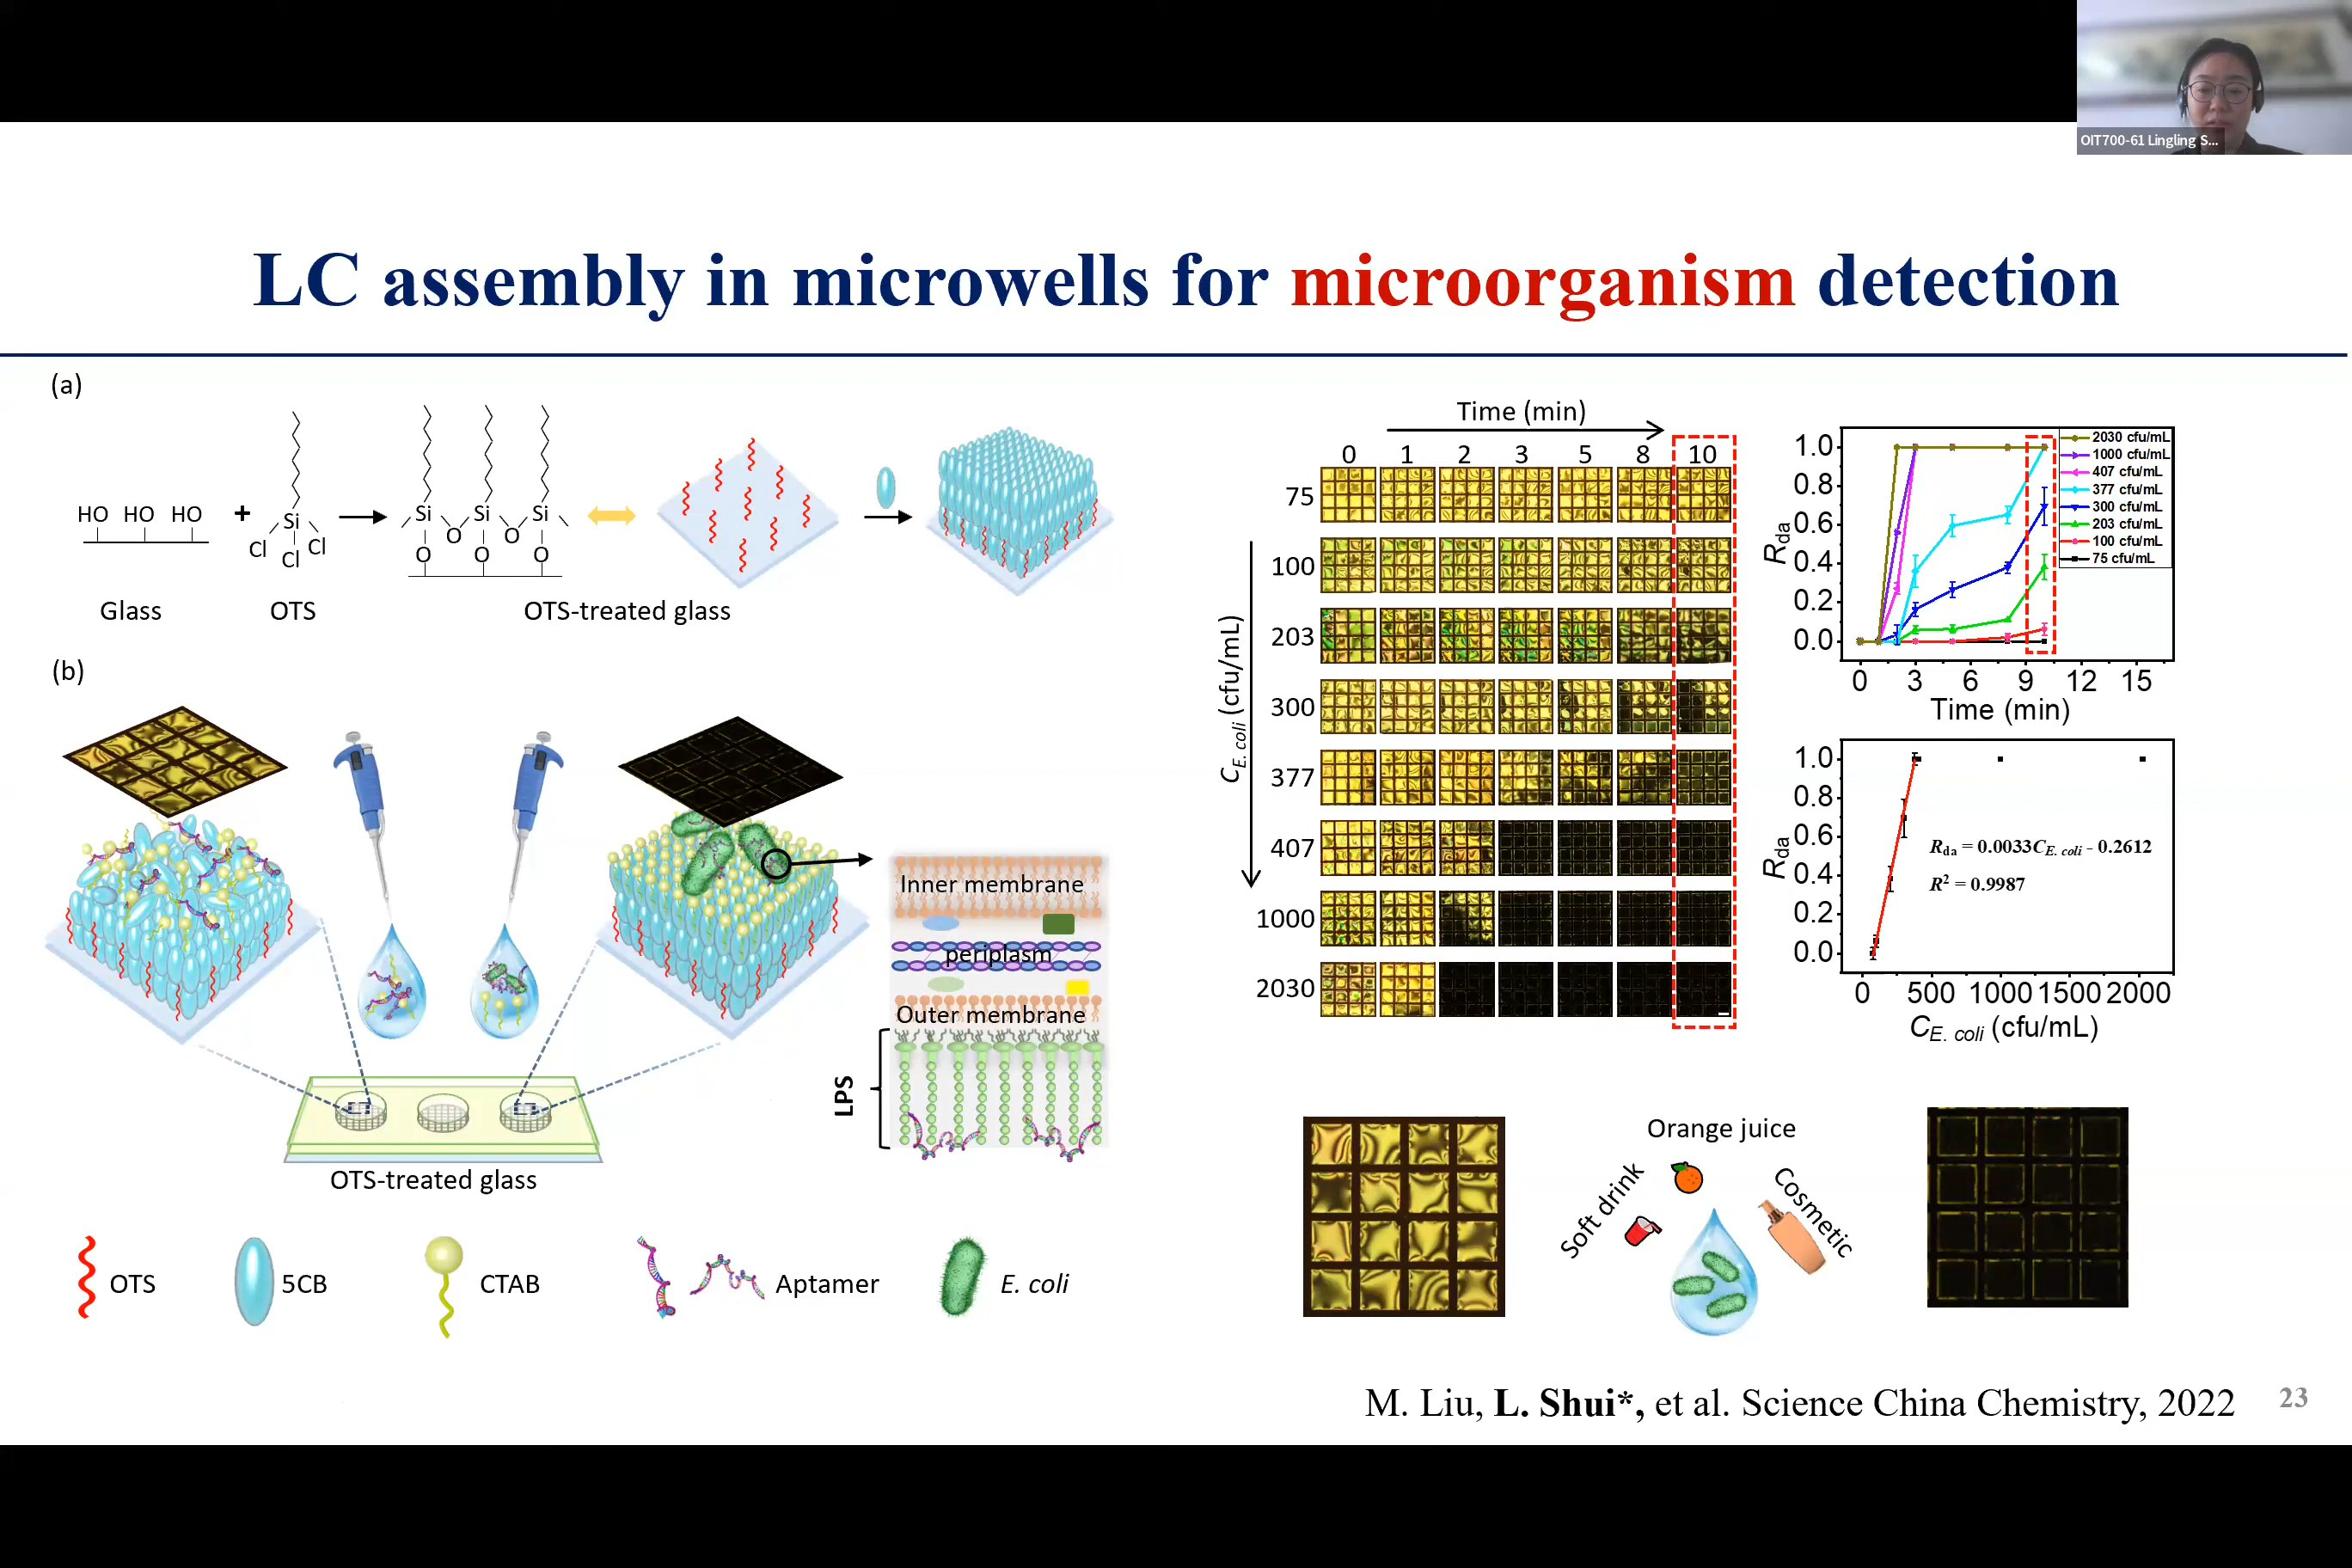 OIT700-61 Lingling S...
LC assembly in microwells for microorganism detection
(a)
HO HO HO
+
Si
Cl
Cl
Cl
Si
Si
Si
O
O
O
O
O
Glass
OTS
OTS-treated glass
(b)
Inner membrane
periplasm
Outer membrane
LPS
OTS-treated glass
OTS
5CB
CTAB
Aptamer
E. coli
Time (min)
0 1 2 3 5 8 10
C E. coli (cfu/mL)
75
100
203
300
377
407
1000
2030
Rda
1.0
0.8
0.6
0.4
0.2
0.0
0 3 6 9 12 15
Time (min)
2030 cfu/mL
1000 cfu/mL
407 cfu/mL
377 cfu/mL
300 cfu/mL
203 cfu/mL
100 cfu/mL
75 cfu/mL
Rda
1.0
0.8
0.6
0.4
0.2
0.0
Rda = 0.0033C E. coli - 0.2612
R² = 0.9987
0 500 1000 1500 2000
C E. coli (cfu/mL)
Orange juice
Soft drink
Cosmetic
M. Liu, L. Shui*, et al. Science China Chemistry, 2022
23